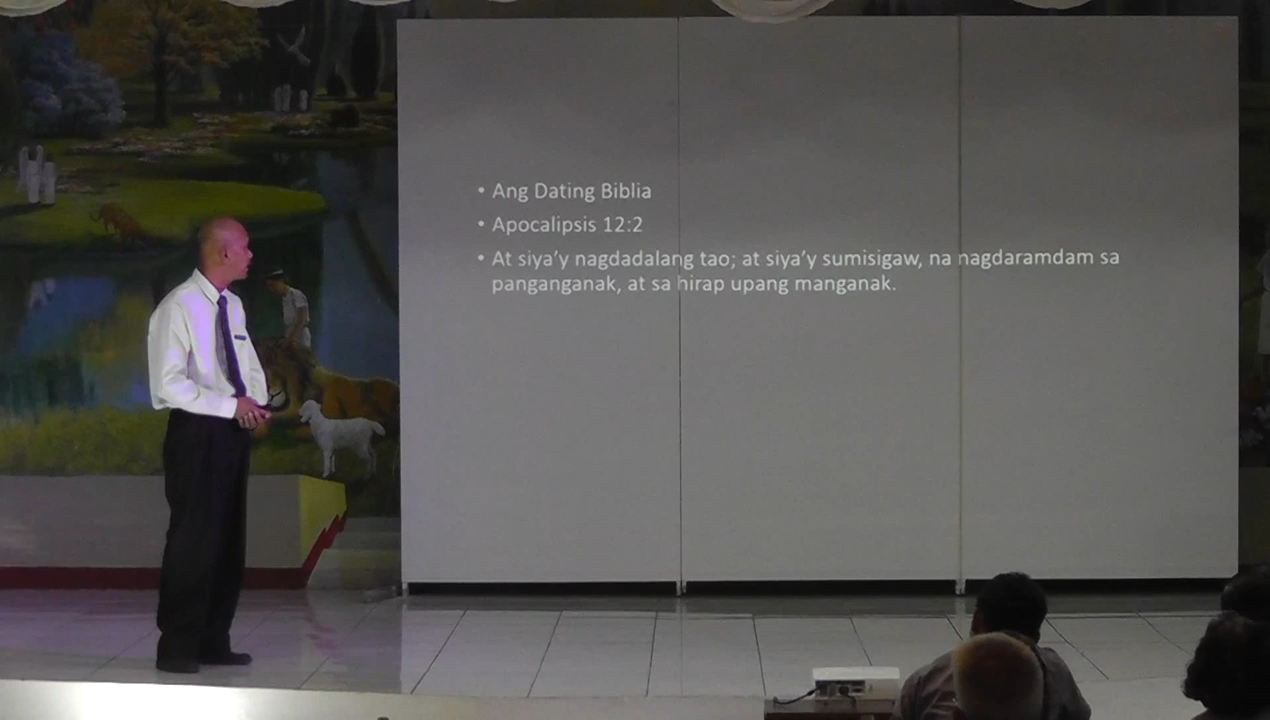 • Ang Dating Biblia
• Apocalipsis 12:2
• At siya'y nagdadalang tao; at siya'y sumisigaw, na nagdaramdam sa
panganganak, at sa hirap upang manganak.